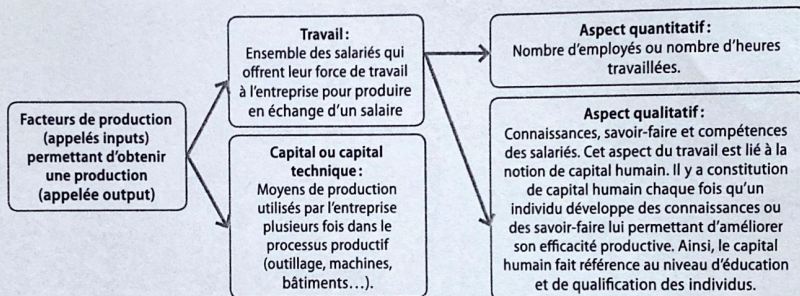 Facteurs de production
(appelés inputs)
permettant d'obtenir
une production
(appelée output)
Travail :
Ensemble des salariés qui
offrent leur force de travail
à l'entreprise pour produire
en échange d'un salaire
Capital ou capital
technique :
Moyens de production
utilisés par l'entreprise
plusieurs fois dans le
processus productif
(outillage, machines,
bâtiments…).
Aspect quantitatif :
Nombre d'employés ou nombre d'heures
travaillées.
Aspect qualitatif :
Connaissances, savoir-faire et compétences
des salariés. Cet aspect du travail est lié à la
notion de capital humain. Il y a constitution
de capital humain chaque fois qu'un
individu développe des connaissances ou
des savoir-faire lui permettant d'améliorer
son efficacité productive. Ainsi, le capital
humain fait référence au niveau d'éducation
et de qualification des individus.